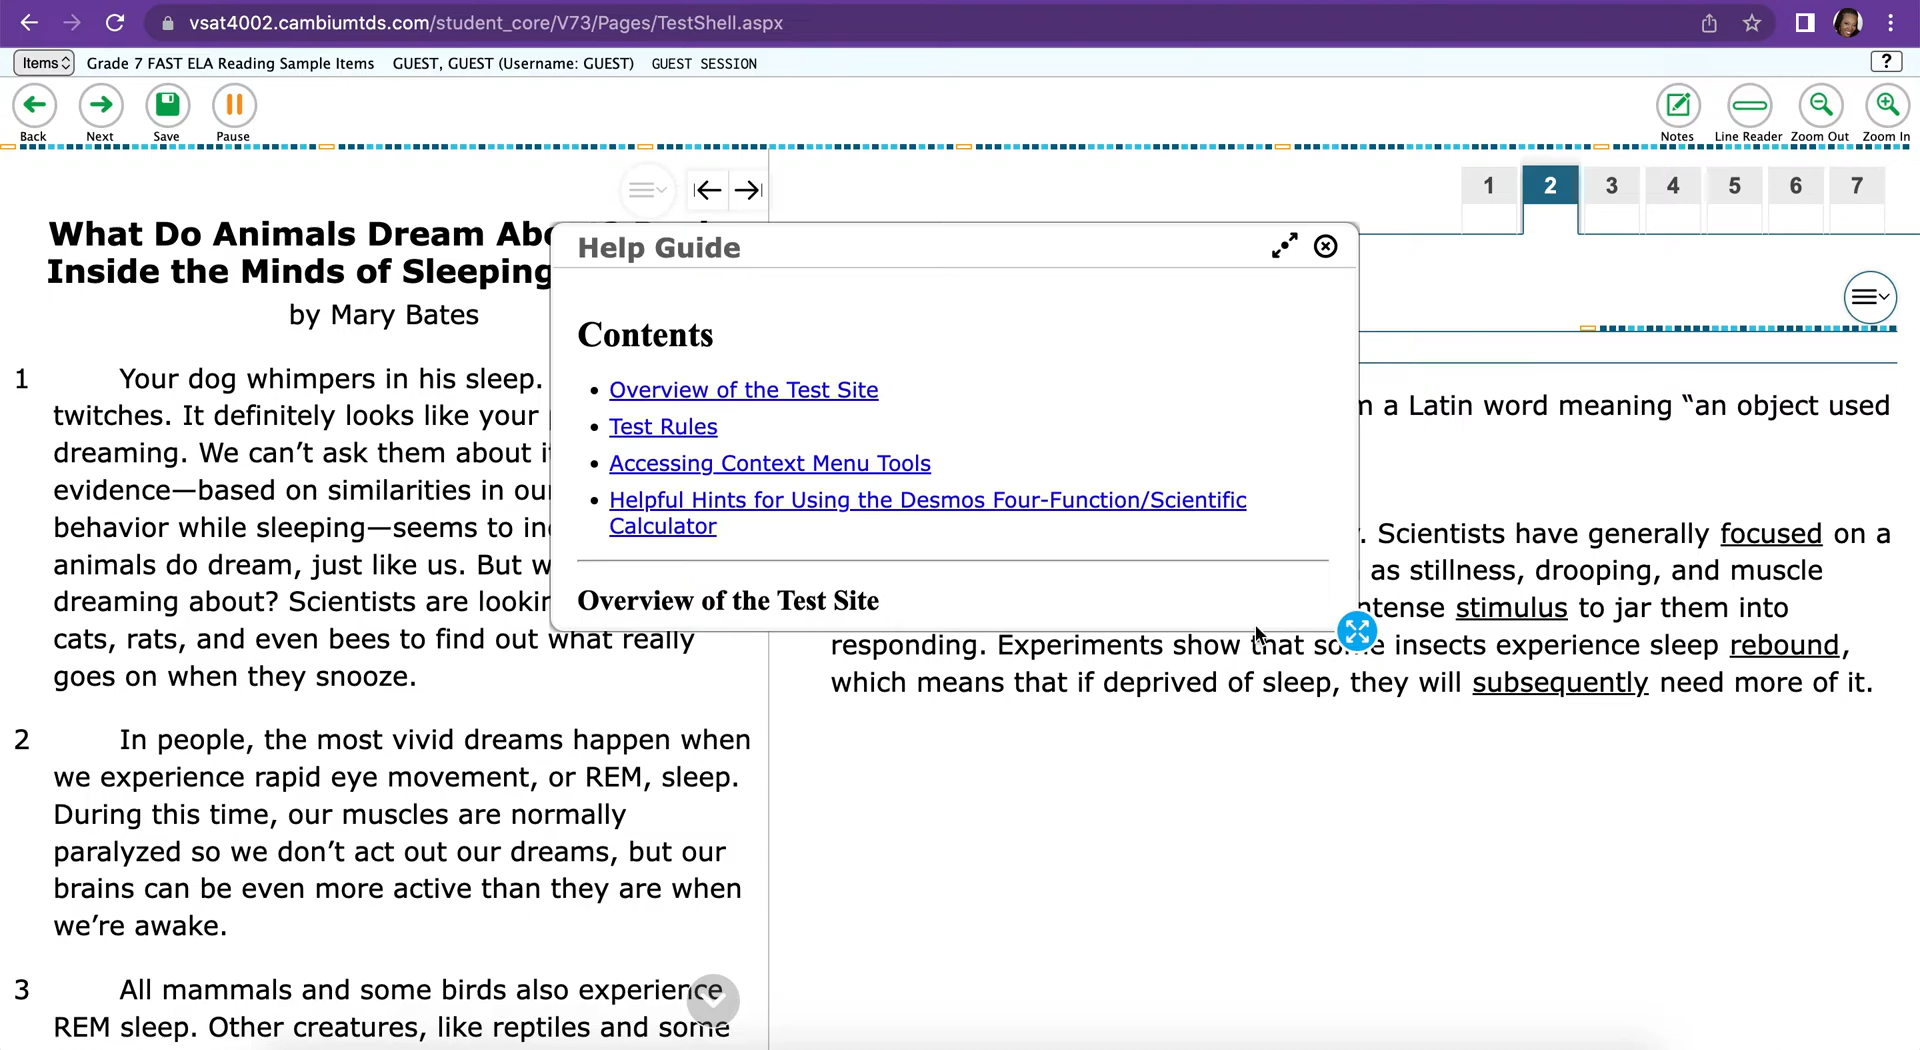 vsat4002.cambiumtds.com/student_core/V73/Pages/TestShell.aspx
Items Grade 7 FAST ELA Reading Sample Items GUEST, GUEST (Username: GUEST) GUEST SESSION ?
Back Next Save Pause Notes Line Reader Zoom Out Zoom In
1 2 3 4 5 6 7
What Do Animals Dream
Inside the Minds of Sleeping
by Mary Bates
1 Your dog whimpers in his sleep.
twitches. It definitely looks like your
dreaming. We can’t ask them about
evidence—based on similarities in
behavior while sleeping—seems to
animals do dream, just like us. But
dreaming about? Scientists are
cats, rats, and even bees to find out what really
goes on when they snooze.
2 In people, the most vivid dreams happen when
we experience rapid eye movement, or REM, sleep.
During this time, our muscles are normally
paralyzed so we don’t act out our dreams, but our
brains can be even more active than they are when
we’re awake.
3 All mammals and some birds also experience
REM sleep. Other creatures, like reptiles and some
Help Guide
Contents
• Overview of the Test Site
• Test Rules
• Accessing Context Menu Tools
• Helpful Hints for Using the Desmos Four-Function/Scientific
Calculator
Overview of the Test Site
a Latin word meaning “an object used
. Scientists have generally focused on a
as stillness, drooping, and muscle
stimulus to jar them into
responding. Experiments show that some insects experience sleep rebound,
which means that if deprived of sleep, they will subsequently need more of it.